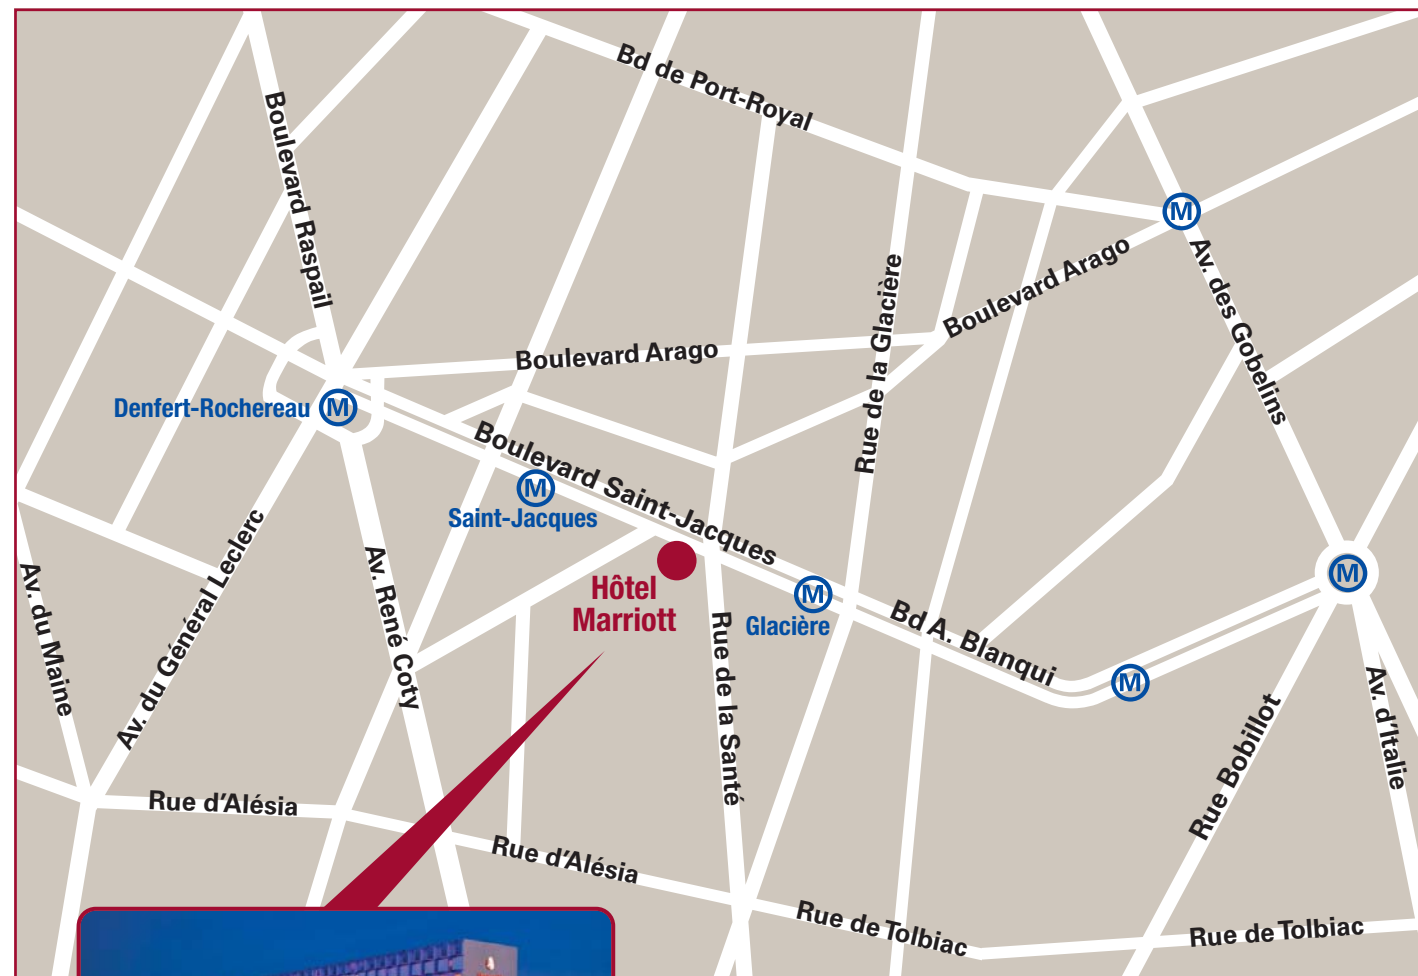 Bd de Port-Royal
Boulevard Raspail
M
Av. des Gobelins
Boulevard Arago
Rue de la Glacière
Boulevard Arago
Denfert-Rochereau M
Boulevard Saint-Jacques
M
Saint-Jacques
Hôtel
Marriott
M
Glacière
M
Bd A. Blanqui
M
Av. du Maine
Av. du Général Leclerc
Av. René Coty
Rue de la Santé
Rue Bobillot
Av. d'Italie
Rue d'Alésia
Rue d'Alésia
Rue de Tolbiac
Rue de Tolbiac